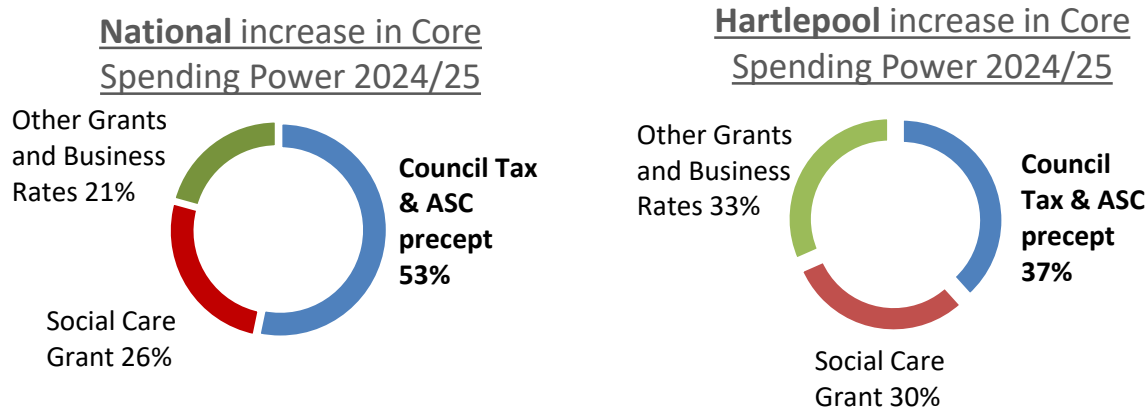 National increase in Core
Spending Power 2024/25
Other Grants
and Business
Rates 21%
Council Tax
& ASC
precept
53%
Social Care
Grant 26%
Hartlepool increase in Core
Spending Power 2024/25
Other Grants
and Business
Rates 33%
Council
Tax & ASC
precept
37%
Social Care
Grant 30%